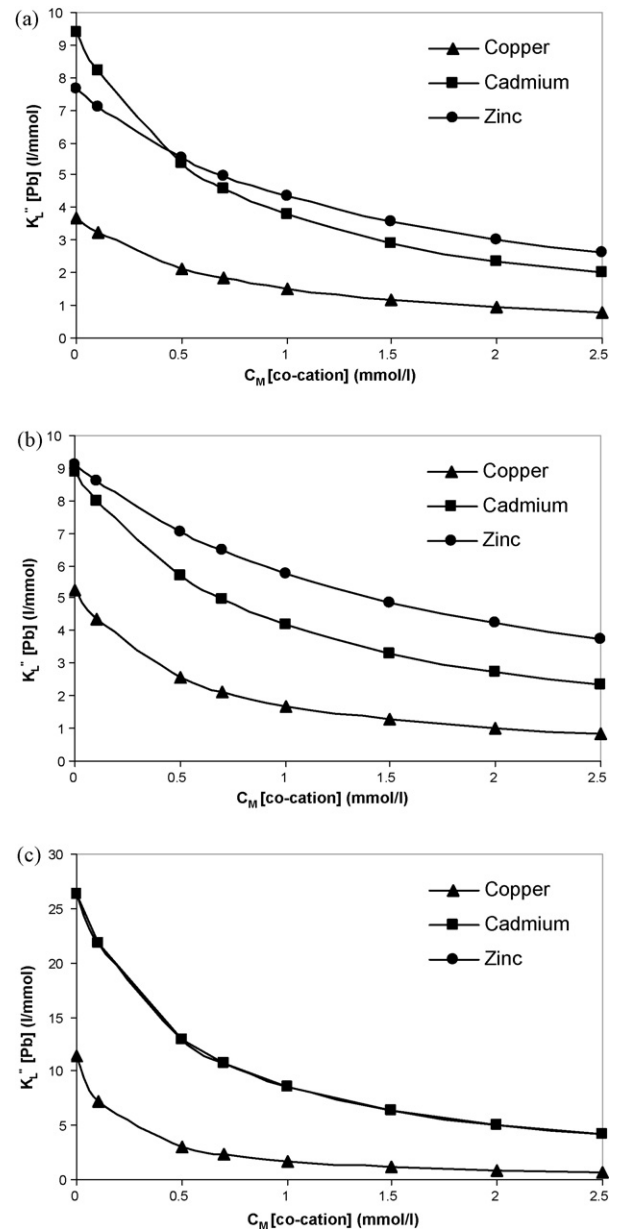 (a)
10
9
8
7
6
5
4
3
2
1
0
K_L'' [Pb] (l/mmol)
Copper
Cadmium
Zinc
0
0.5
1
1.5
2
2.5
C_M [co-cation] (mmol/l)
(b)
10
9
8
7
6
5
4
3
2
1
0
K_L'' [Pb] (l/mmol)
Copper
Cadmium
Zinc
0
0.5
1
1.5
2
2.5
C_M [co-cation] (mmol/l)
(c)
30
25
20
15
10
5
0
K_L'' [Pb] (l/mmol)
Copper
Cadmium
Zinc
0
0.5
1
1.5
2
2.5
C_M [co-cation] (mmol/l)